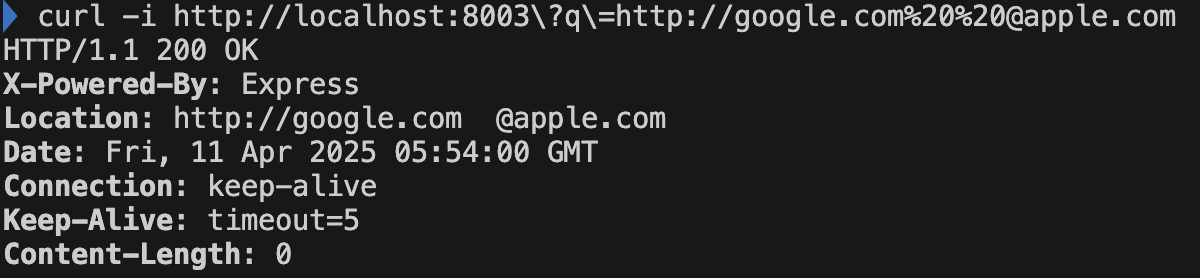 curl -i http://localhost:8003\?q\=http://google.com%20%20@apple.com
HTTP/1.1 200 OK
X-Powered-By: Express
Location: http://google.com  @apple.com
Date: Fri, 11 Apr 2025 05:54:00 GMT
Connection: keep-alive
Keep-Alive: timeout=5
Content-Length: 0